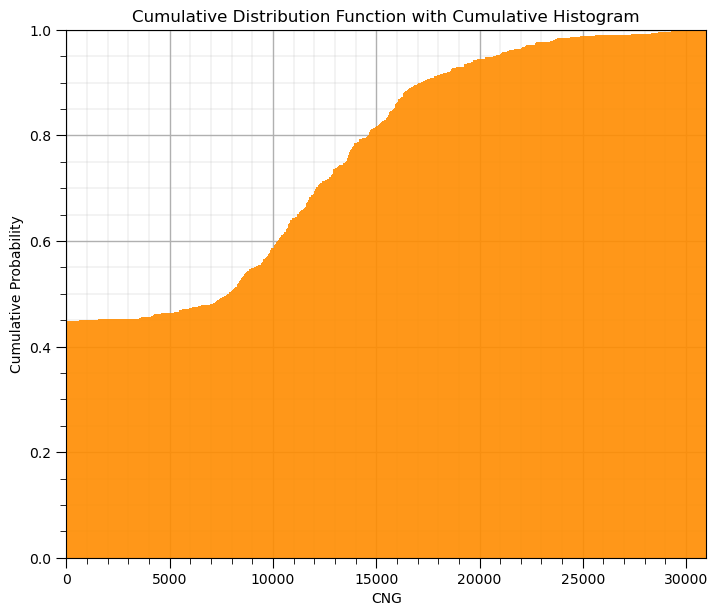 Cumulative Distribution Function with Cumulative Histogram
1.0
0.8
0.6
0.4
0.2
0.0
Cumulative Probability
0 5000 10000 15000 20000 25000 30000
CNG